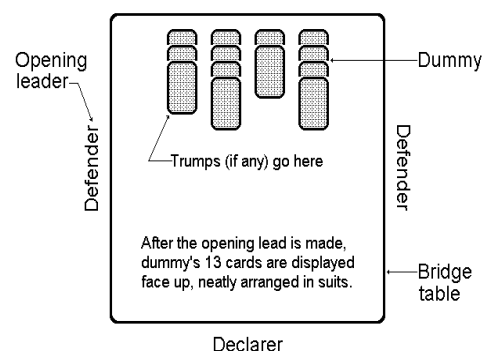 Opening
leader
Defender
Dummy
Defender
Trumps (if any) go here
After the opening lead is made,
dummy's 13 cards are displayed
face up, neatly arranged in suits.
Bridge
table
Declarer